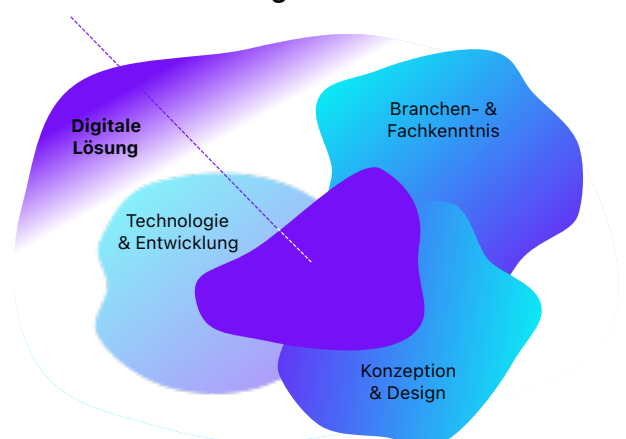 Digitale
Lösung
Branchen- &
Fachkenntnis
Technologie
& Entwicklung
Konzeption
& Design